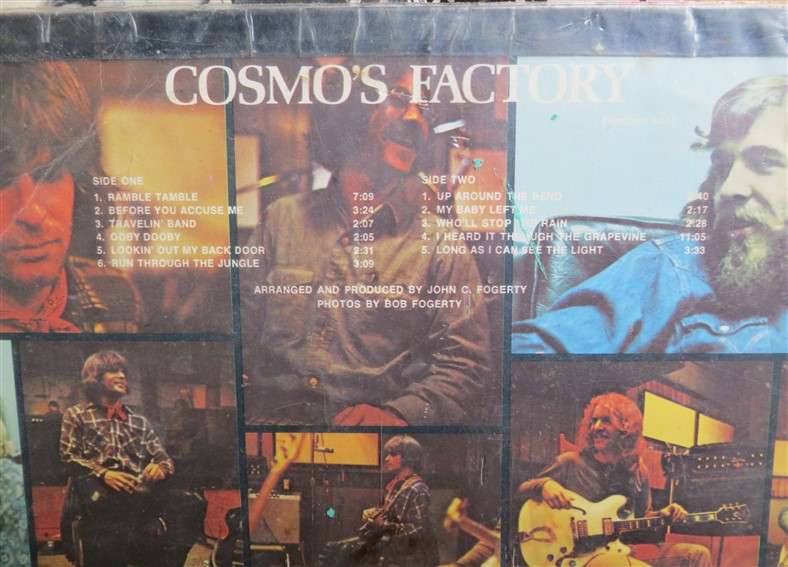 COSMO'S FACTORY
SIDE ONE
1. RAMBLE TAMBLE 7:09
2. BEFORE YOU ACCUSE ME 3:24
3. TRAVELIN' BAND 2:07
4. OOBY DOOBY 2:05
5. LOOKIN' OUT MY BACK DOOR 2:31
6. RUN THROUGH THE JUNGLE 3:09
SIDE TWO
1. UP AROUND THE BEND :40
2. MY BABY LEFT ME 2:17
3. WHO'LL STOP THE RAIN 2:28
4. I HEARD IT THROUGH THE GRAPEVINE 11:05
5. LONG AS I CAN SEE THE LIGHT 3:33
ARRANGED AND PRODUCED BY JOHN C. FOGERTY
PHOTOS BY BOB FOGERTY